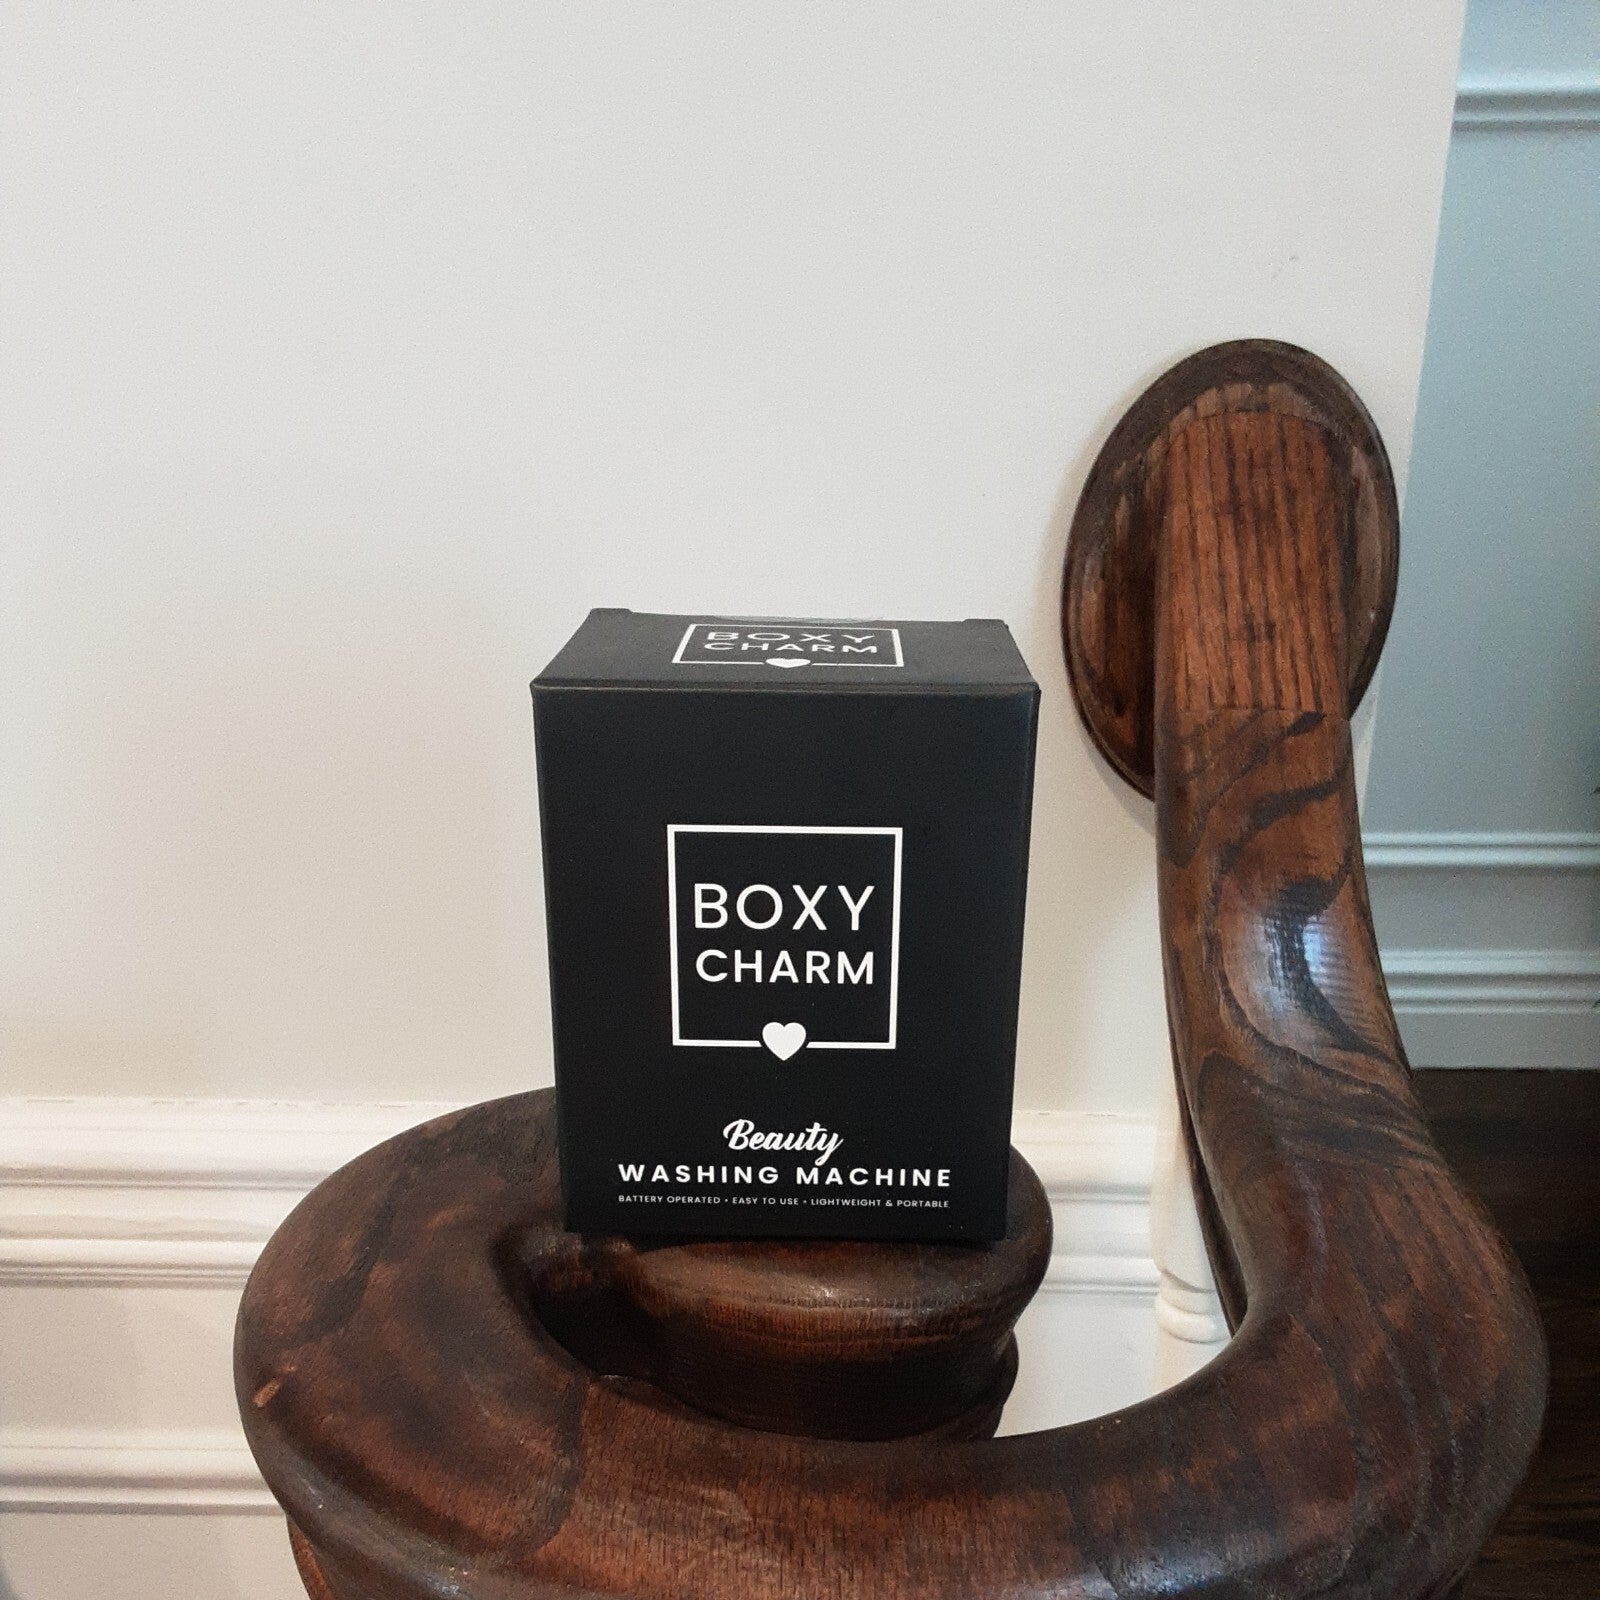 BOXY
CHARM
BOXY
CHARM
Beauty
WASHING MACHINE
BATTERY OPERATED • EASY TO USE • LIGHTWEIGHT & PORTABLE